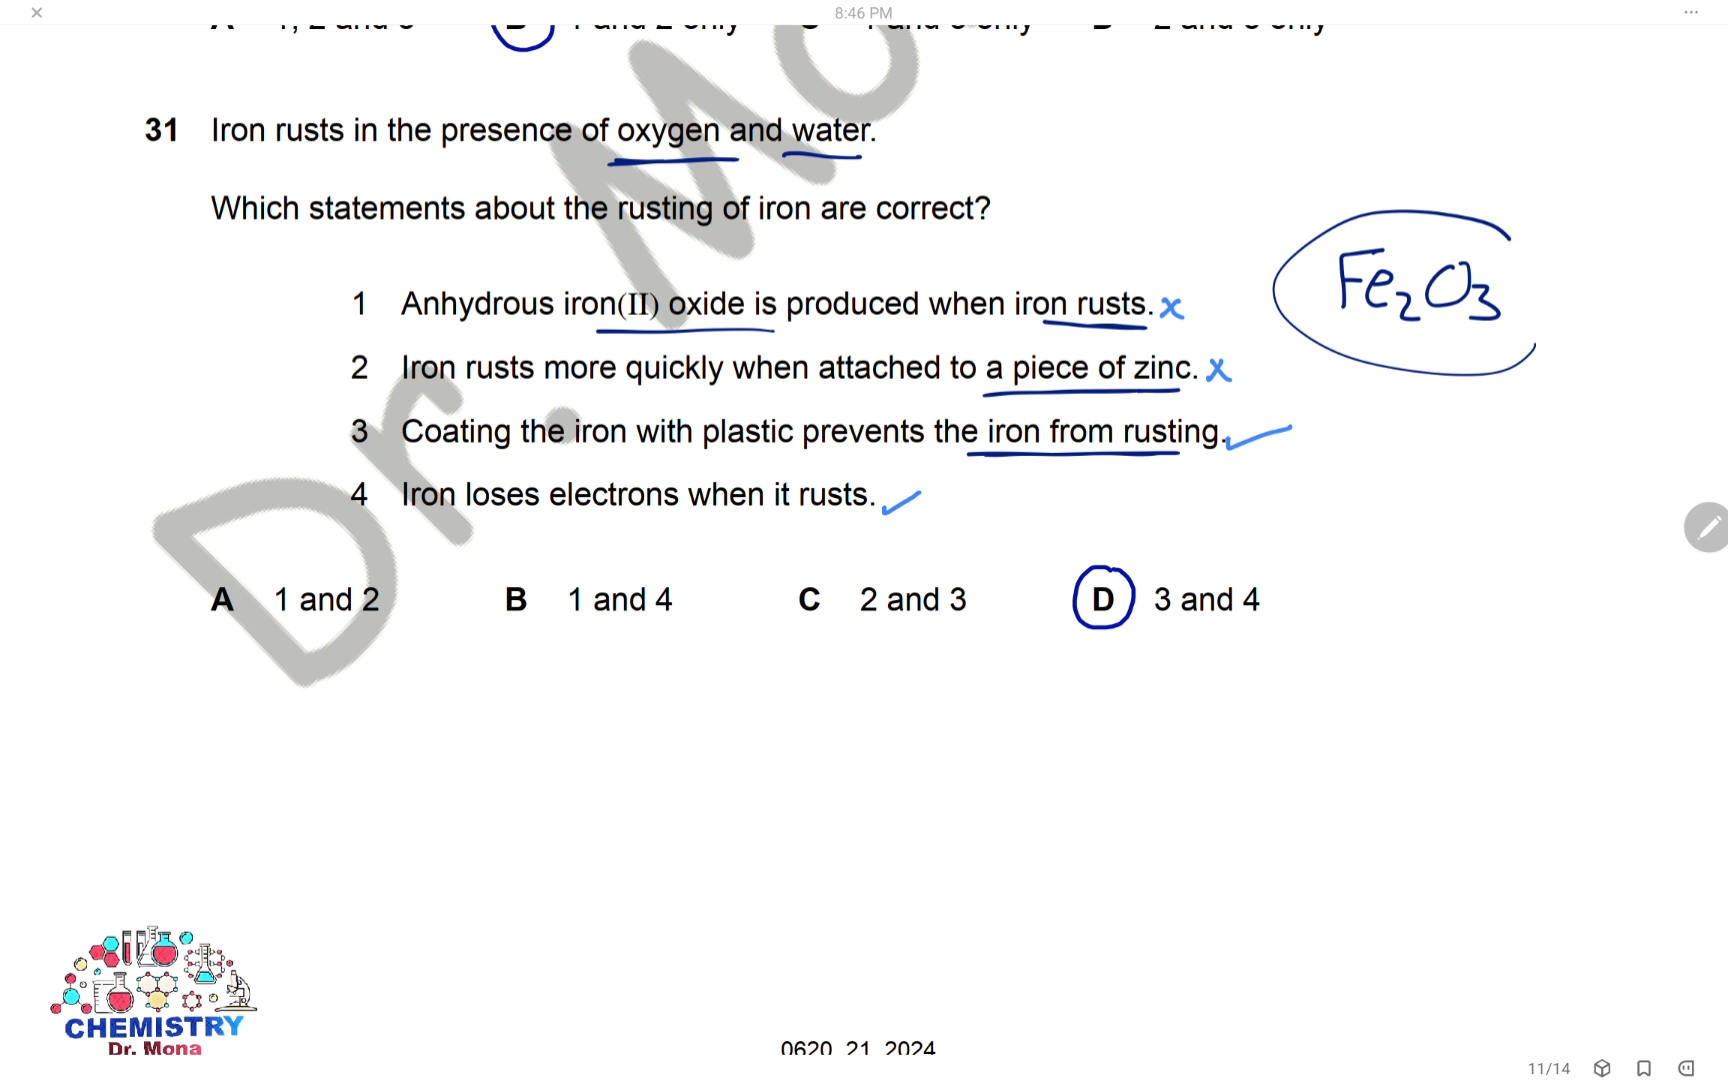 8:46 PM
31 Iron rusts in the presence of oxygen and water.
Which statements about the rusting of iron are correct?
Fe2O3
1 Anhydrous iron(II) oxide is produced when iron rusts. x
2 Iron rusts more quickly when attached to a piece of zinc. x
3 Coating the iron with plastic prevents the iron from rusting. ✓
4 Iron loses electrons when it rusts. ✓
A 1 and 2 B 1 and 4 C 2 and 3 D 3 and 4
Dr. Mo
CHEMISTRY
Dr. Mona
0620 21 2024
11/14